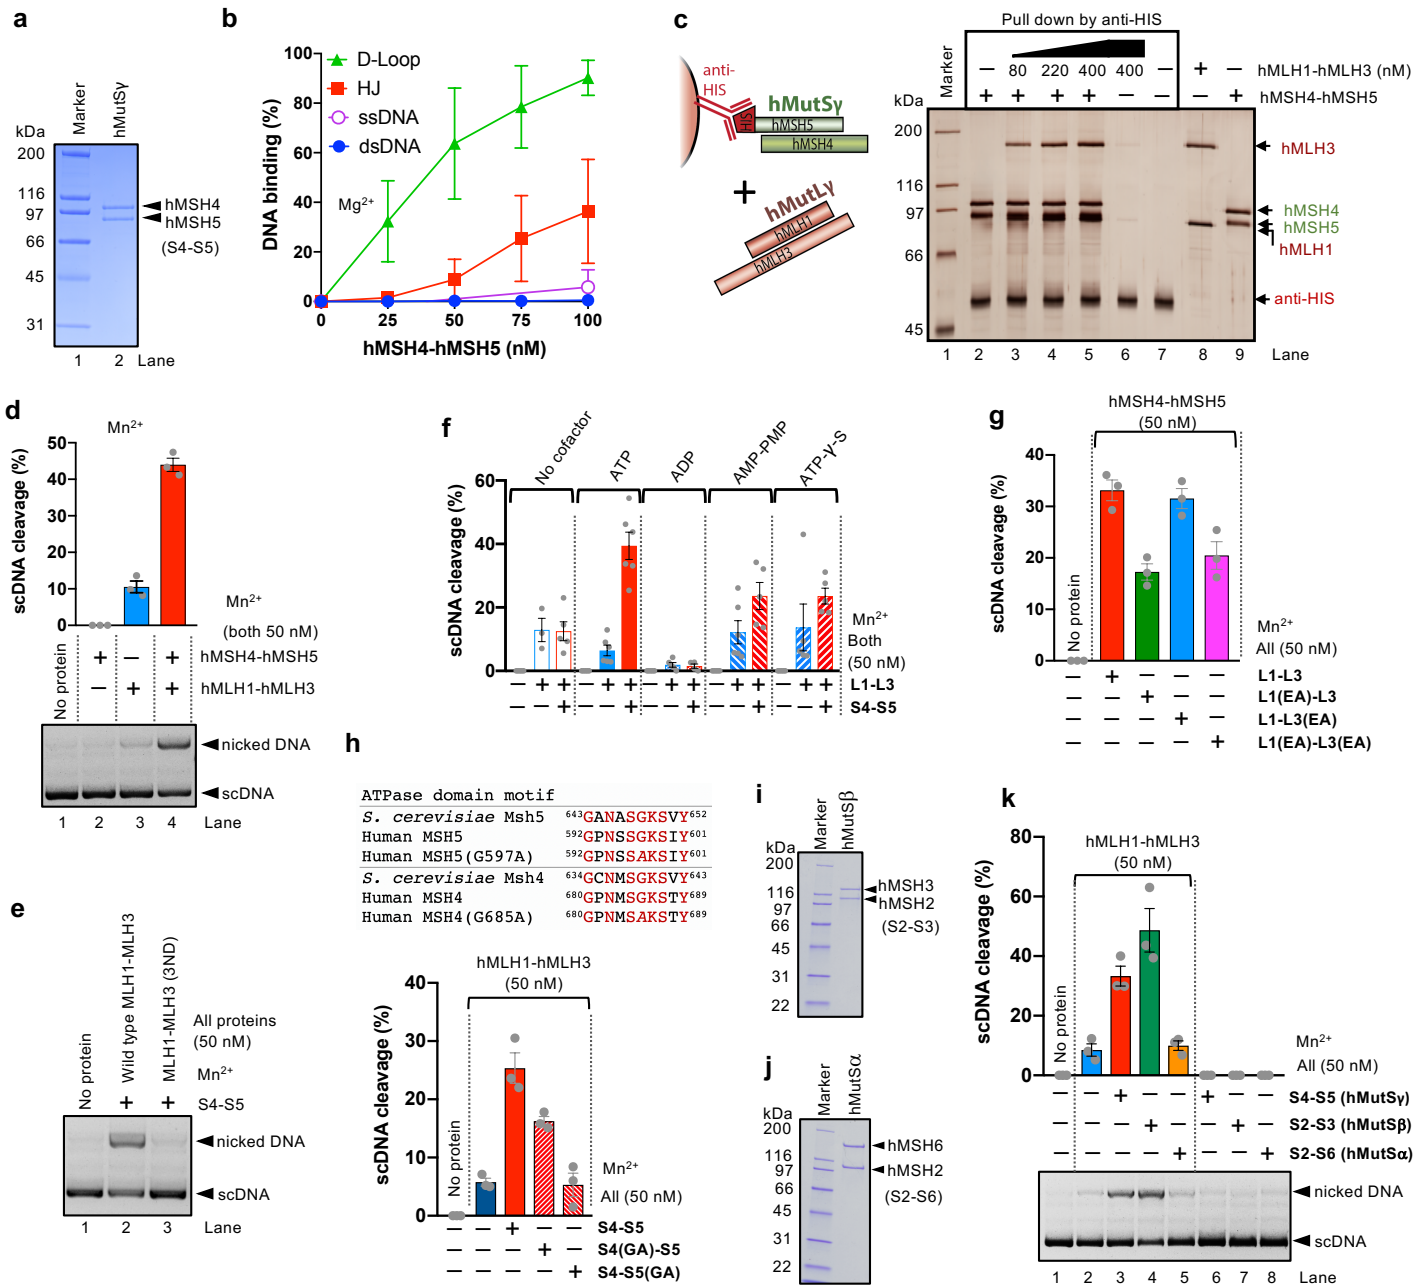 a
Marker
hMutSγ
kDa
200
116
97
66
45
31
hMSH4
hMSH5
(S4-S5)
1 2 Lane
b
DNA binding (%)
100
80
60
40
20
0
D-Loop
HJ
ssDNA
dsDNA
Mg2+
0 25 50 75 100
hMSH4-hMSH5 (nM)
c
anti-
HIS
HIS
hMutSγ
hMSH5
hMSH4
+
hMutLγ
hMLH1
hMLH3
Pull down by anti-HIS
Marker
— 80 220 400 400 — + hMLH1-hMLH3 (nM)
+ + + + — — — + hMSH4-hMSH5
kDa
200
116
97
66
45
hMLH3
hMSH4
hMSH5
hMLH1
anti-HIS
1 2 3 4 5 6 7 8 9 Lane
d
Mn2+
scDNA cleavage (%)
50
40
30
20
10
0
Mn2+
(both 50 nM)
No protein
+ — + hMSH4-hMSH5
— + + hMLH1-hMLH3
nicked DNA
scDNA
1 2 3 4 Lane
e
No protein
Wild type MLH1-MLH3
MLH1-MLH3 (3ND)
All proteins
(50 nM)
Mn2+
+ + S4-S5
nicked DNA
scDNA
1 2 3 Lane
f
No cofactor
ATP
ADP
AMP-PMP
ATP-γ-S
scDNA cleavage (%)
60
40
20
0
Mn2+
Both
(50 nM)
— + + — + + — + + — + + — + + L1-L3
— — + — — + — — + — — + — — + S4-S5
g
hMSH4-hMSH5
(50 nM)
scDNA cleavage (%)
40
30
20
10
0
No protein
Mn2+
All (50 nM)
— + — — — L1-L3
— — + — — L1(EA)-L3
— — — + — L1-L3(EA)
— — — — + L1(EA)-L3(EA)
h
ATPase domain motif
S. cerevisiae Msh5 643GANASGKSVY652
Human MSH5 592GPNSSGKSIY601
Human MSH5(G597A) 592GPNSSAKSIY601
S. cerevisiae Msh4 634GCNMSGKSVY643
Human MSH4 680GPNMSGKSTY689
Human MSH4(G685A) 680GPNMSAKSTY689
hMLH1-hMLH3
(50 nM)
scDNA cleavage (%)
40
30
20
10
0
No protein
Mn2+
All (50 nM)
— — + — — S4-S5
— — — + — S4(GA)-S5
— — — — + S4-S5(GA)
i
Marker
hMutSβ
kDa
200
116
97
66
45
31
22
hMSH3
hMSH2
(S2-S3)
j
Marker
hMutSα
kDa
200
116
97
66
45
31
22
hMSH6
hMSH2
(S2-S6)
k
hMLH1-hMLH3
(50 nM)
scDNA cleavage (%)
80
60
40
20
0
No protein
Mn2+
All (50 nM)
— — + — — + — — S4-S5 (hMutSγ)
— — — + — — + — S2-S3 (hMutSβ)
— — — — + — — + S2-S6 (hMutSα)
nicked DNA
scDNA
1 2 3 4 5 6 7 8 Lane